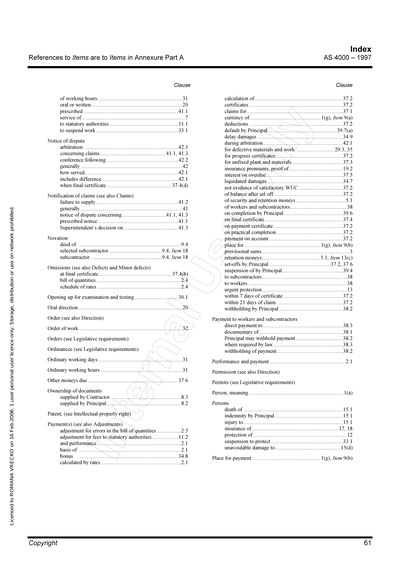 Index
References to Items are to Items in Annexure Part A
AS 4000 – 1997
Clause
of working hours 31
oral or written 20
prescribed 41.1
service of 7
to statutory authorities 11.1
to suspend work 33.1
Notice of dispute
arbitration 42.3
concerning claims 41.1, 41.3
conference following 42.2
generally 42
how served 42.1
includes difference 42.1
when final certificate 37.4(d)
Notification of claims (see also Claims)
failure to supply 41.2
generally 41
notice of dispute concerning 41.1, 41.3
prescribed notice 41.1
Superintendent's decision on 41.3
Novation
deed of 9.4
selected subcontractor 9.4, Item 18
subcontractor 9.4, Item 18
Omissions (see also Defects and Minor defects)
at final certificate 37.4(b)
bill of quantities 2.4
schedule of rates 2.4
Opening up for examination and testing 30.1
Oral direction 20
Order (see also Direction)
Order of work 32
Orders (see Legislative requirements)
Ordinances (see Legislative requirements)
Ordinary working days 31
Ordinary working hours 31
Other moneys due 37.6
Ownership of documents
supplied by Contractor 8.3
supplied by Principal 8.2
Patent, (see Intellectual property right)
Payment(s) (see also Adjustments)
adjustment for errors in the bill of quantities 2.5
adjustment for fees to statutory authorities 11.2
and performance 2.1
basis of 2.1
bonus 34.8
calculated by rates 2.1
Clause
calculation of 37.2
certificates 37.2
claims for 37.1
currency of 1(g), Item 9(a)
deductions 37.2
default by Principal 39.7(a)
delay damages 34.9
during arbitration 42.1
for defective materials and work 29.3, 35
for progress certificates 37.2
for unfixed plant and materials 37.3
insurance premiums, proof of 19.2
interest on overdue 37.5
liquidated damages 34.7
not evidence of satisfactory WUC 37.2
of balance after set off 37.2
of security and retention moneys 5.1
of workers and subcontractors 38
on completion by Principal 39.6
on final certificate 37.4
on payment certificate 37.2
on practical completion 37.2
payment on account 37.2
place for 1(g), Item 9(b)
provisional sums 3
retention moneys 5.1, Item 13(c)
set-offs by Principal 37.2, 37.6
suspension of by Principal 39.4
to subcontractors 38
to workers 38
urgent protection 13
within 7 days of certificate 37.2
within 21 days of claim 37.2
withholding by Principal 38.2
Payment to workers and subcontractors
direct payment to 38.3
documentary of 38.1
Principal may withhold payment 38.2
where required by law 38.3
withholding of payment 38.2
Performance and payment 2.1
Permission (see also Direction)
Permits (see Legislative requirements)
Person, meaning 1(a)
Persons
death of 15.1
indemnity by Principal 15.1
injury to 15.1
insurance of 17, 18
protection of 12
suspension to protect 33.1
unavoidable damage to 15(d)
Place for payment 1(g), Item 9(b)
Copyright
61